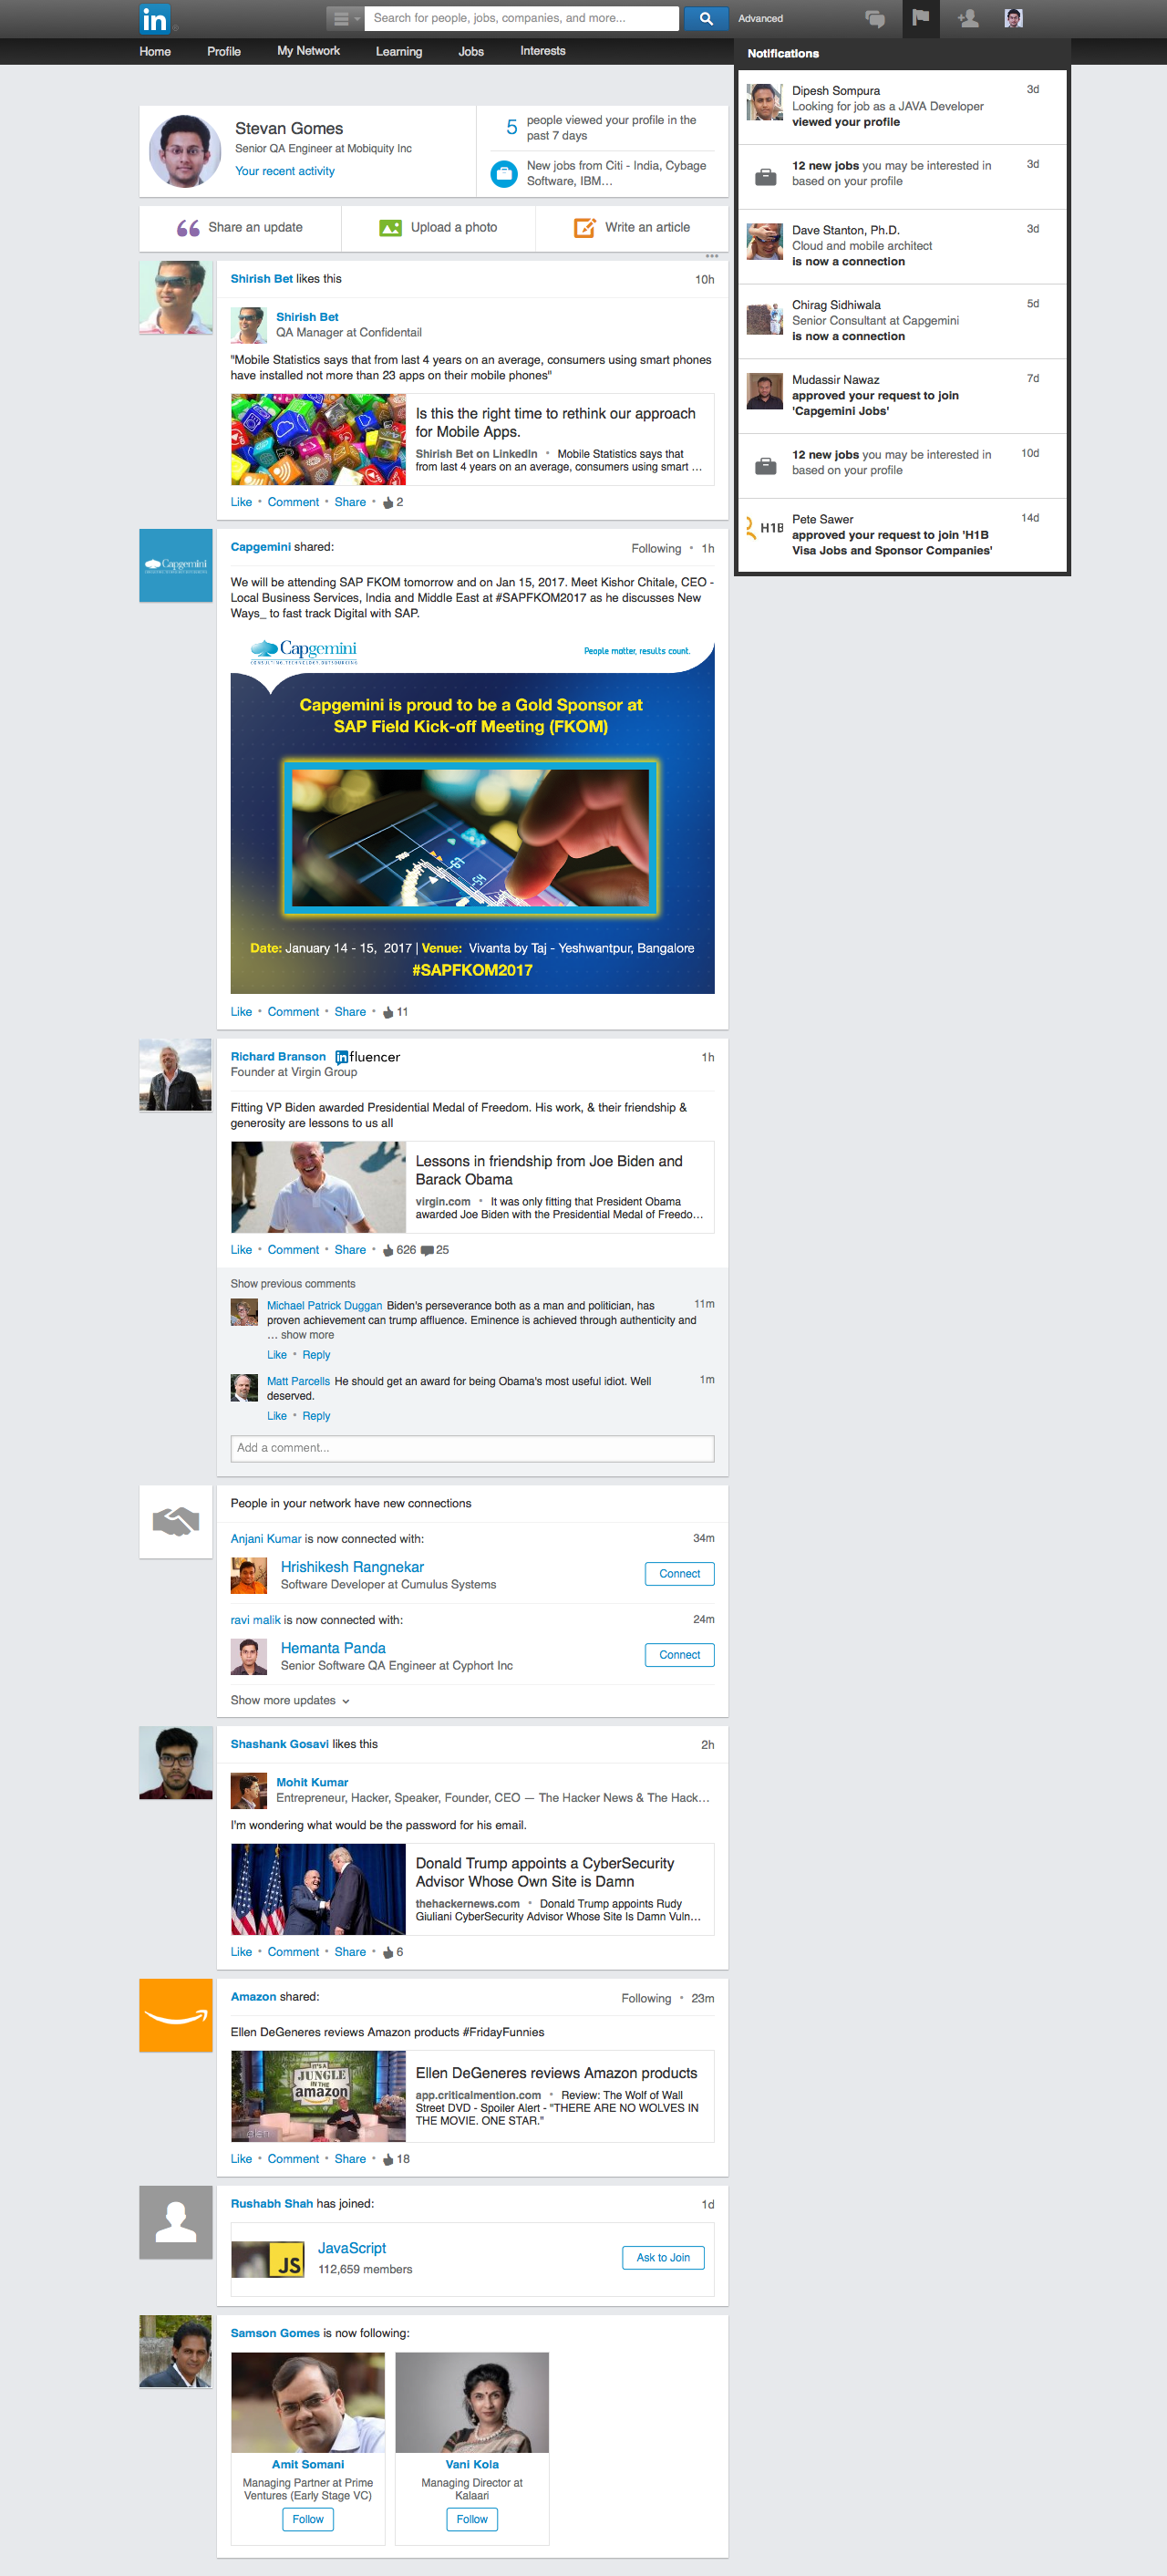 in
Search for people, jobs, companies, and more...
Advanced
Home
Profile
My Network
Learning
Jobs
Interests
Notifications
Dipesh Sompura
3d
Looking for job as a JAVA Developer
viewed your profile
12 new jobs you may be interested in
3d
based on your profile
Dave Stanton, Ph.D.
3d
Cloud and mobile architect
is now a connection
Chirag Sidhiwala
5d
Senior Consultant at Capgemini
is now a connection
Mudassir Nawaz
7d
approved your request to join
'Capgemini Jobs'
12 new jobs you may be interested in
10d
based on your profile
H1B
Pete Sawer
14d
approved your request to join 'H1B
Visa Jobs and Sponsor Companies'
Stevan Gomes
Senior QA Engineer at Mobiquity Inc
Your recent activity
5
people viewed your profile in the
past 7 days
New jobs from Citi - India, Cybage
Software, IBM...
Share an update
Upload a photo
Write an article
Shirish Bet likes this
10h
Shirish Bet
QA Manager at Confidentail
"Mobile Statistics says that from last 4 years on an average, consumers using smart phones
have installed not more than 23 apps on their mobile phones"
Is this the right time to rethink our approach
for Mobile Apps.
Shirish Bet on LinkedIn • Mobile Statistics says that
from last 4 years on an average, consumers using smart ...
Like • Comment • Share • 2
Capgemini
Capgemini shared:
Following • 1h
We will be attending SAP FKOM tomorrow and on Jan 15, 2017. Meet Kishor Chitale, CEO -
Local Business Services, India and Middle East at #SAPFKOM2017 as he discusses New
Ways_ to fast track Digital with SAP.
Capgemini
CONSULTING.TECHNOLOGY.OUTSOURCING
People matter, results count.
Capgemini is proud to be a Gold Sponsor at
SAP Field Kick-off Meeting (FKOM)
Date: January 14 - 15, 2017 | Venue: Vivanta by Taj - Yeshwantpur, Bangalore
#SAPFKOM2017
Like • Comment • Share • 11
Richard Branson influencer
1h
Founder at Virgin Group
Fitting VP Biden awarded Presidential Medal of Freedom. His work, & their friendship &
generosity are lessons to us all
Lessons in friendship from Joe Biden and
Barack Obama
virgin.com • It was only fitting that President Obama
awarded Joe Biden with the Presidential Medal of Freedo...
Like • Comment • Share • 626 25
Show previous comments
Michael Patrick Duggan Biden's perseverance both as a man and politician, has
11m
proven achievement can trump affluence. Eminence is achieved through authenticity and
... show more
Like • Reply
Matt Parcells He should get an award for being Obama's most useful idiot. Well
1m
deserved.
Like • Reply
Add a comment...
People in your network have new connections
Anjani Kumar is now connected with:
34m
Hrishikesh Rangnekar
Software Developer at Cumulus Systems
Connect
ravi malik is now connected with:
24m
Hemanta Panda
Senior Software QA Engineer at Cyphort Inc
Connect
Show more updates
Shashank Gosavi likes this
2h
Mohit Kumar
Entrepreneur, Hacker, Speaker, Founder, CEO — The Hacker News & The Hack...
I'm wondering what would be the password for his email.
Donald Trump appoints a CyberSecurity
Advisor Whose Own Site is Damn
thehackernews.com • Donald Trump appoints Rudy
Giuliani CyberSecurity Advisor Whose Site Is Damn Vuln...
Like • Comment • Share • 6
Amazon shared:
Following • 23m
Ellen DeGeneres reviews Amazon products #FridayFunnies
IT'S A
JUNGLE
IN THE
amazon
ellen
Ellen DeGeneres reviews Amazon products
app.criticalmention.com • Review: The Wolf of Wall
Street DVD - Spoiler Alert - "THERE ARE NO WOLVES IN
THE MOVIE. ONE STAR."
Like • Comment • Share • 18
Rushabh Shah has joined:
1d
JS
JavaScript
112,659 members
Ask to Join
Samson Gomes is now following:
Amit Somani
Managing Partner at Prime
Ventures (Early Stage VC)
Follow
Vani Kola
Managing Director at
Kalaari
Follow